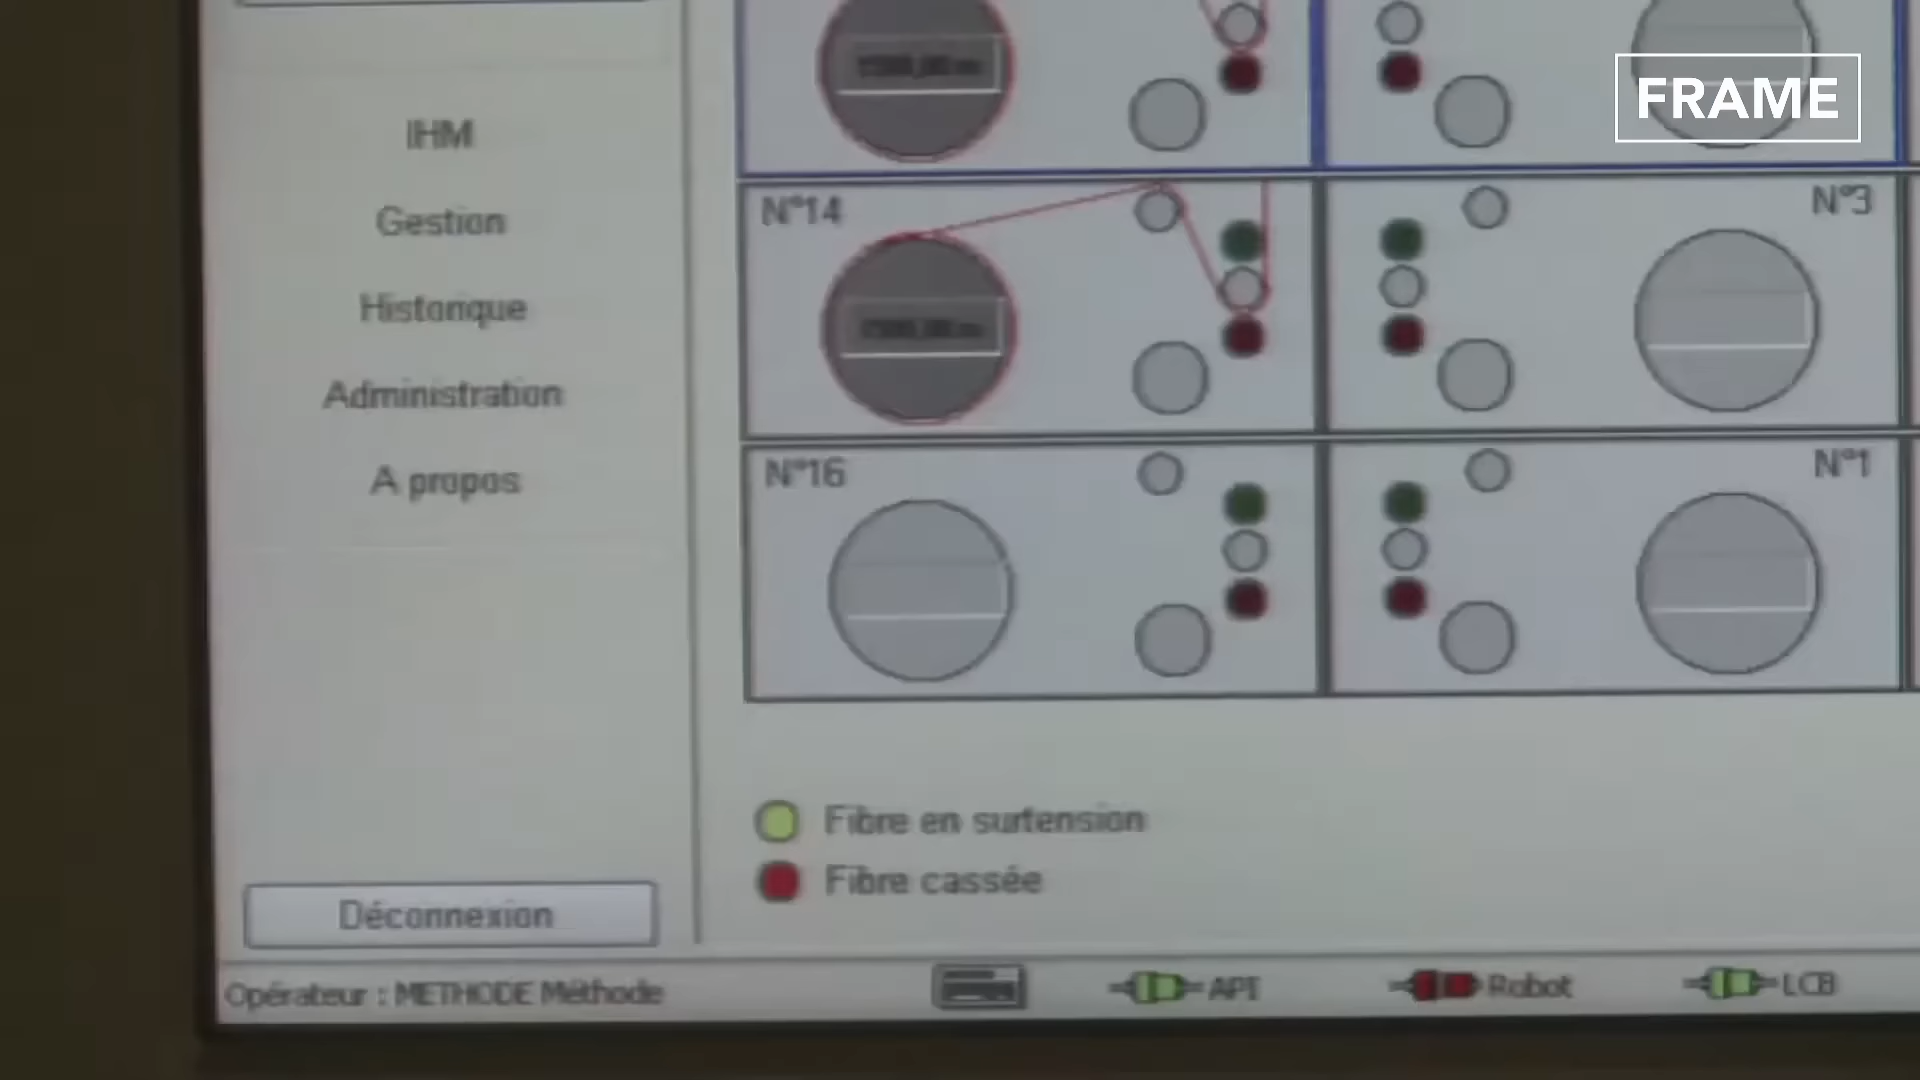 FRAME
IHM
Gestion
Historique
Administration
A propos
N°14
N°3
N°16
N°1
Fibre en surtension
Fibre cassée
Déconnexion
Opérateur : METHODE Méthode
API
Robot
LCB